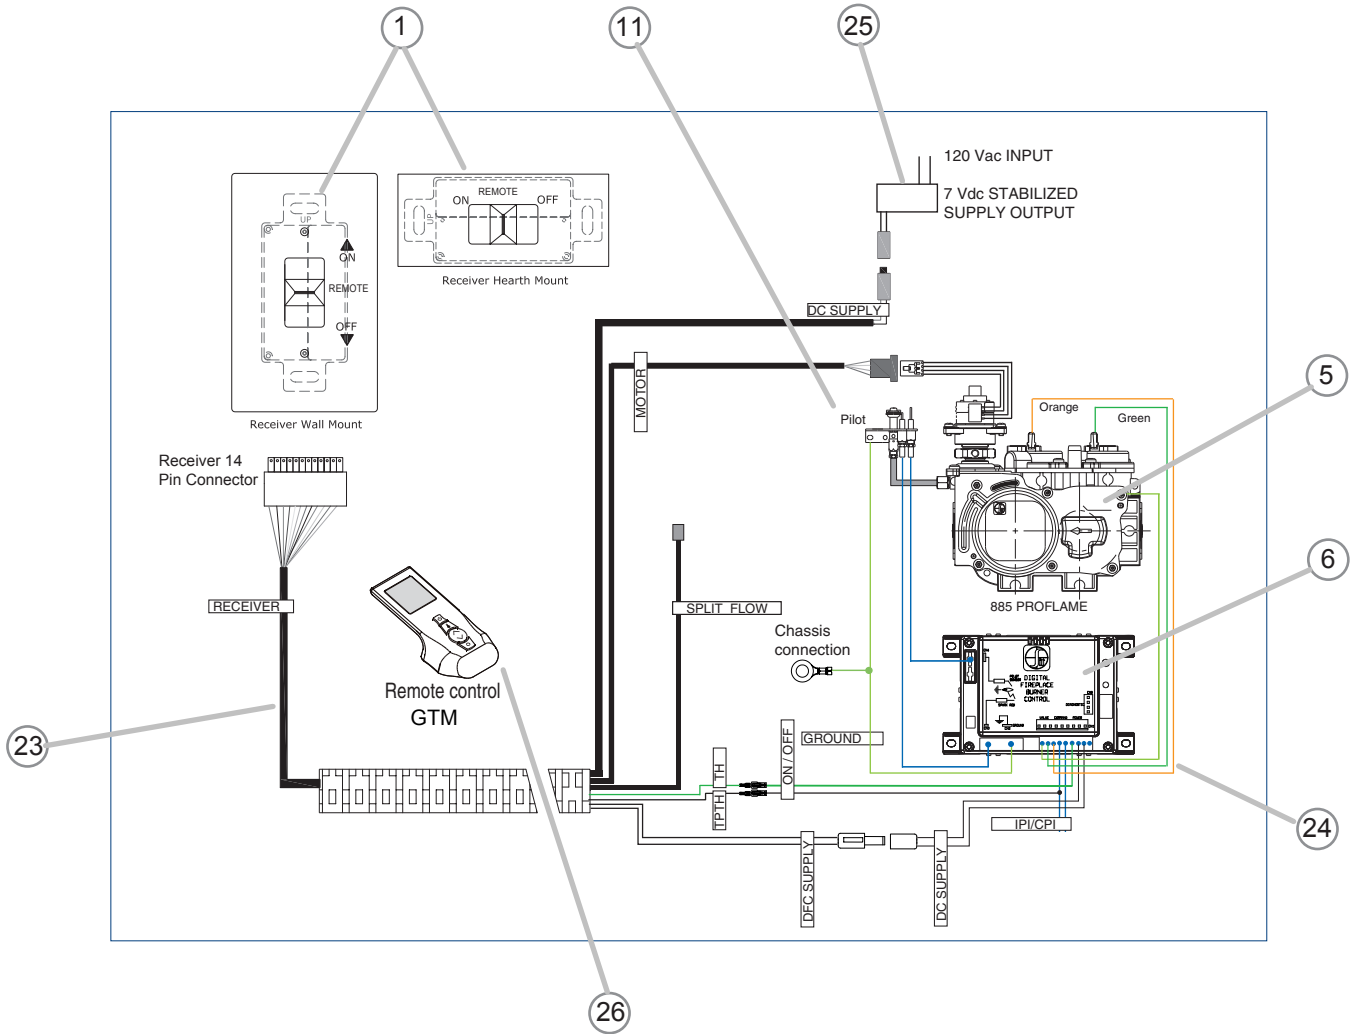 1
11
25
120 Vac INPUT
7 Vdc STABILIZED
SUPPLY OUTPUT
UP
ON
REMOTE
OFF
Receiver Wall Mount
REMOTE
ON
OFF
UP
Receiver Hearth Mount
DC SUPPLY
MOTOR
Pilot
Orange
Green
5
Receiver 14
Pin Connector
885 PROFLAME
6
RECEIVER
SPLIT FLOW
Chassis
connection
DIGITAL
FIREPLACE
BURNER
CONTROL
Remote control
GTM
GROUND
ON / OFF
TH
TPTH
23
24
IPI/CPI
DFC SUPPLY
DC SUPPLY
26